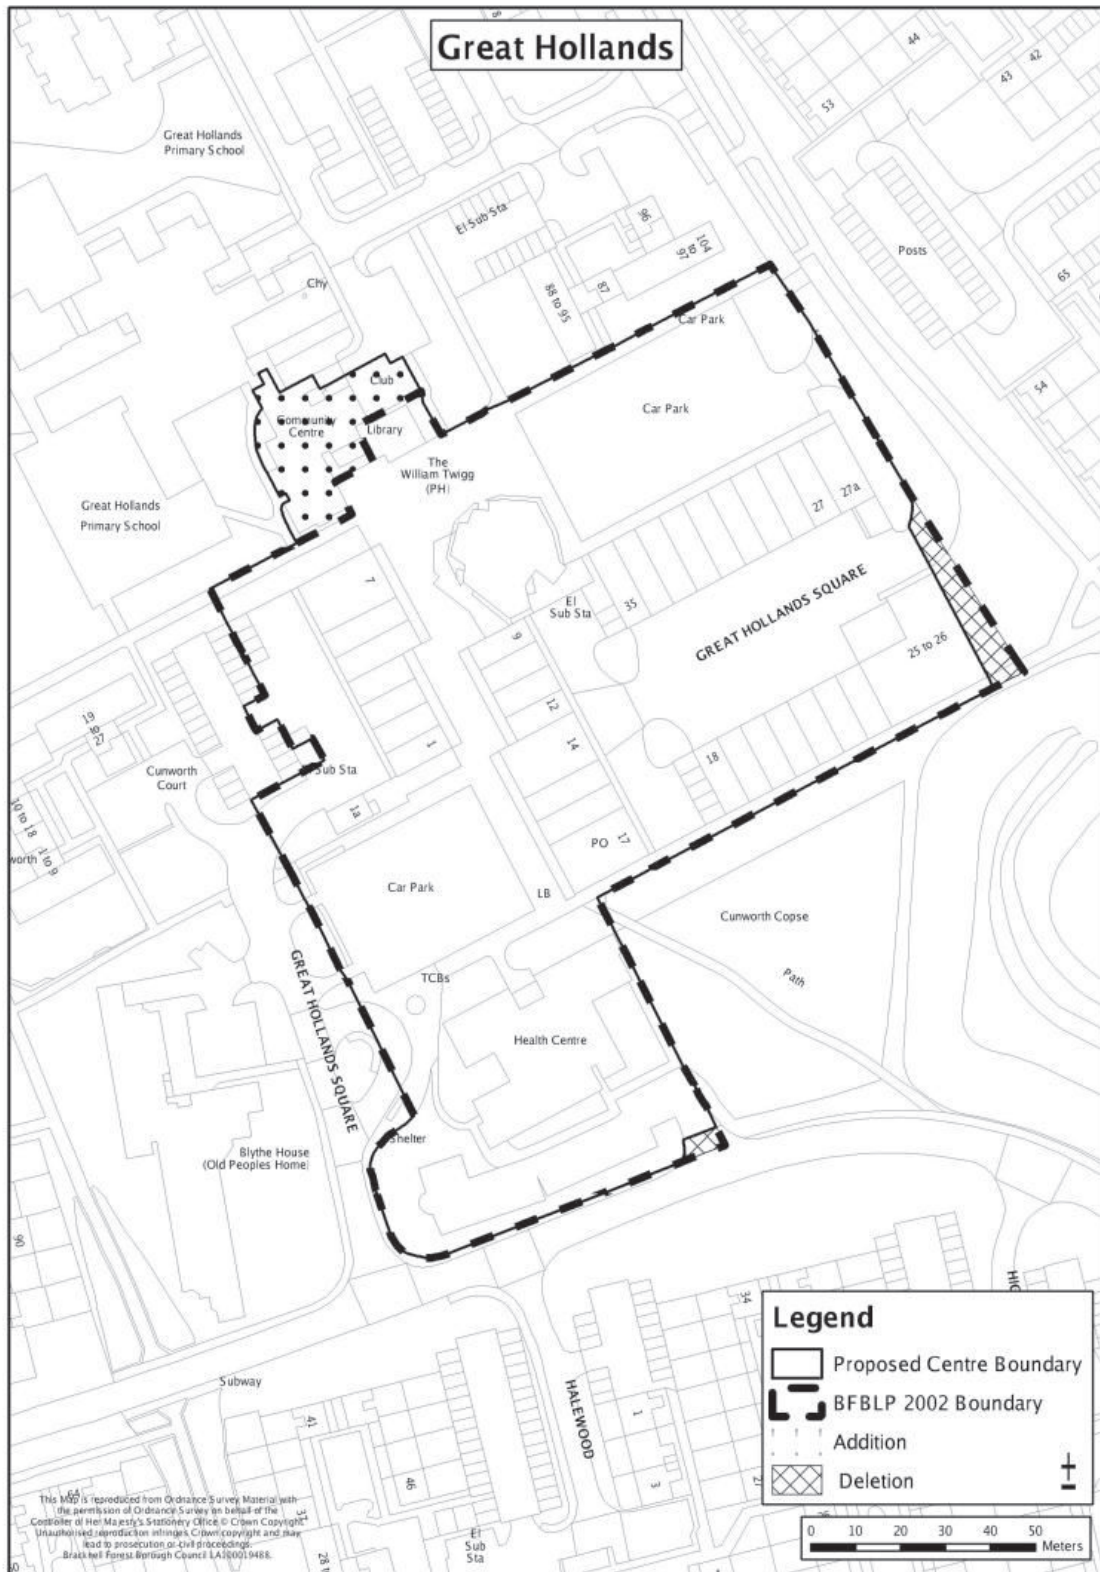 Great Hollands
8
44
42
43
53
Great Hollands
Primary School
El Sub Sta
96
97 to 104
Posts
87
88 to 95
65
Chy
Car Park
54
Club
Car Park
Community
Centre
Library
The
William Twigg
(PH)
27
27a
Great Hollands
Primary School
7
El
Sub Sta
35
GREAT HOLLANDS SQUARE
9
25 to 26
12
19
14
1
18
Cunworth
Court
Sub Sta
1a
10 to 18
1 to 9
worth
PO
17
Car Park
LB
Cunworth Copse
GREAT HOLLANDS SQUARE
TCBs
Path
Health Centre
Shelter
Blythe House
(Old Peoples Home)
90
34
Legend
Proposed Centre Boundary
BFBLP 2002 Boundary
Addition
Deletion
Subway
HALEWOOD
41
1
46
3
64
37
El
Sub
Sta
This Map is reproduced from Ordnance Survey Material with
the permission of Ordnance Survey on behalf of the
Controller of Her Majesty's Stationery Office © Crown Copyright.
Unauthorised reproduction infringes Crown copyright and may
lead to prosecution or civil proceedings.
Bracknell Forest Borough Council LA100019488.
0 10 20 30 40 50
Meters